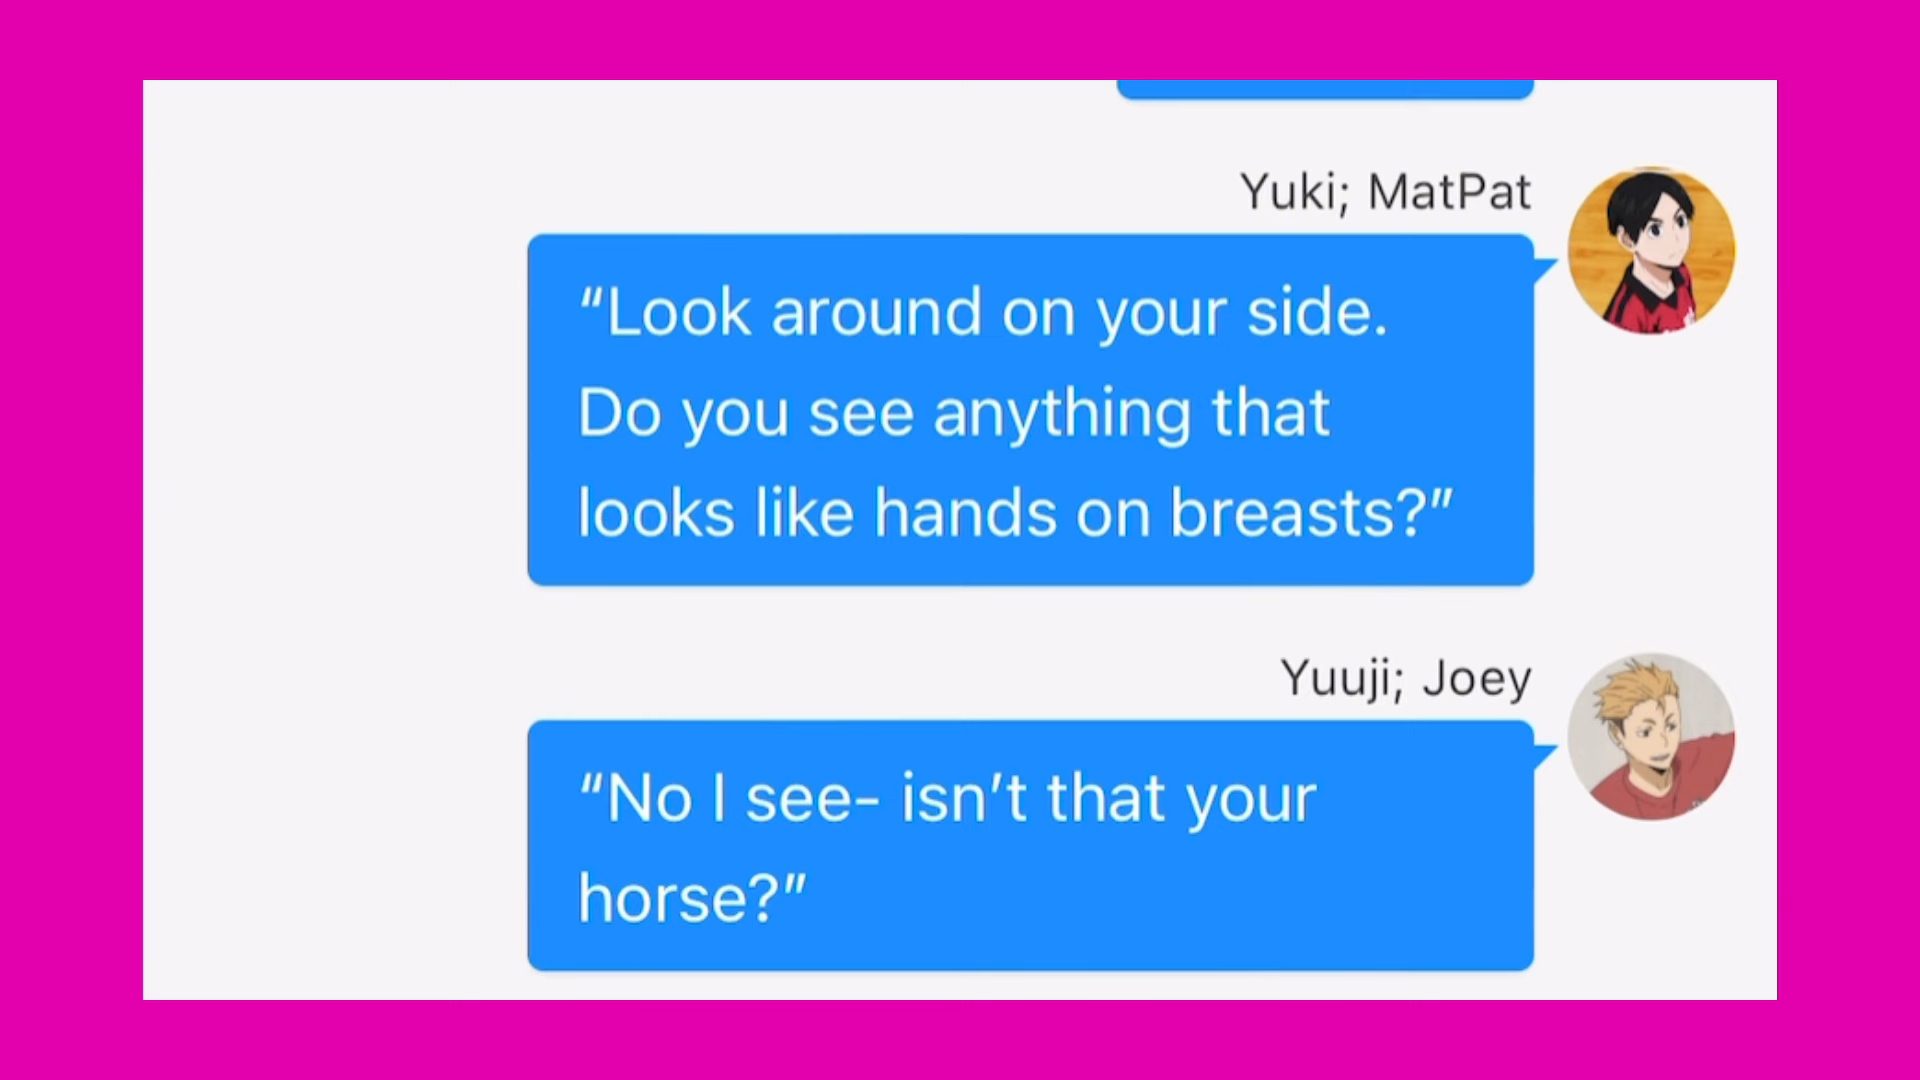 Yuki; MatPat
“Look around on your side.
Do you see anything that
looks like hands on breasts?”
Yuuji; Joey
“No I see- isn’t that your
horse?”